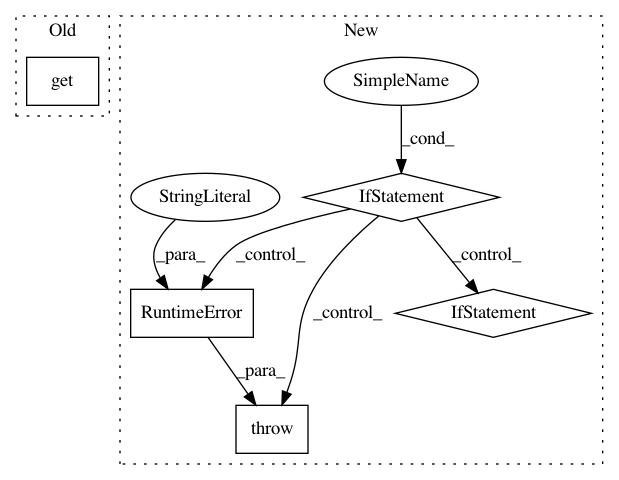 Old
New
get
SimpleName
_cond_
StringLiteral
IfStatement
_para_
_control_
_control_
RuntimeError
_control_
IfStatement
_para_
throw